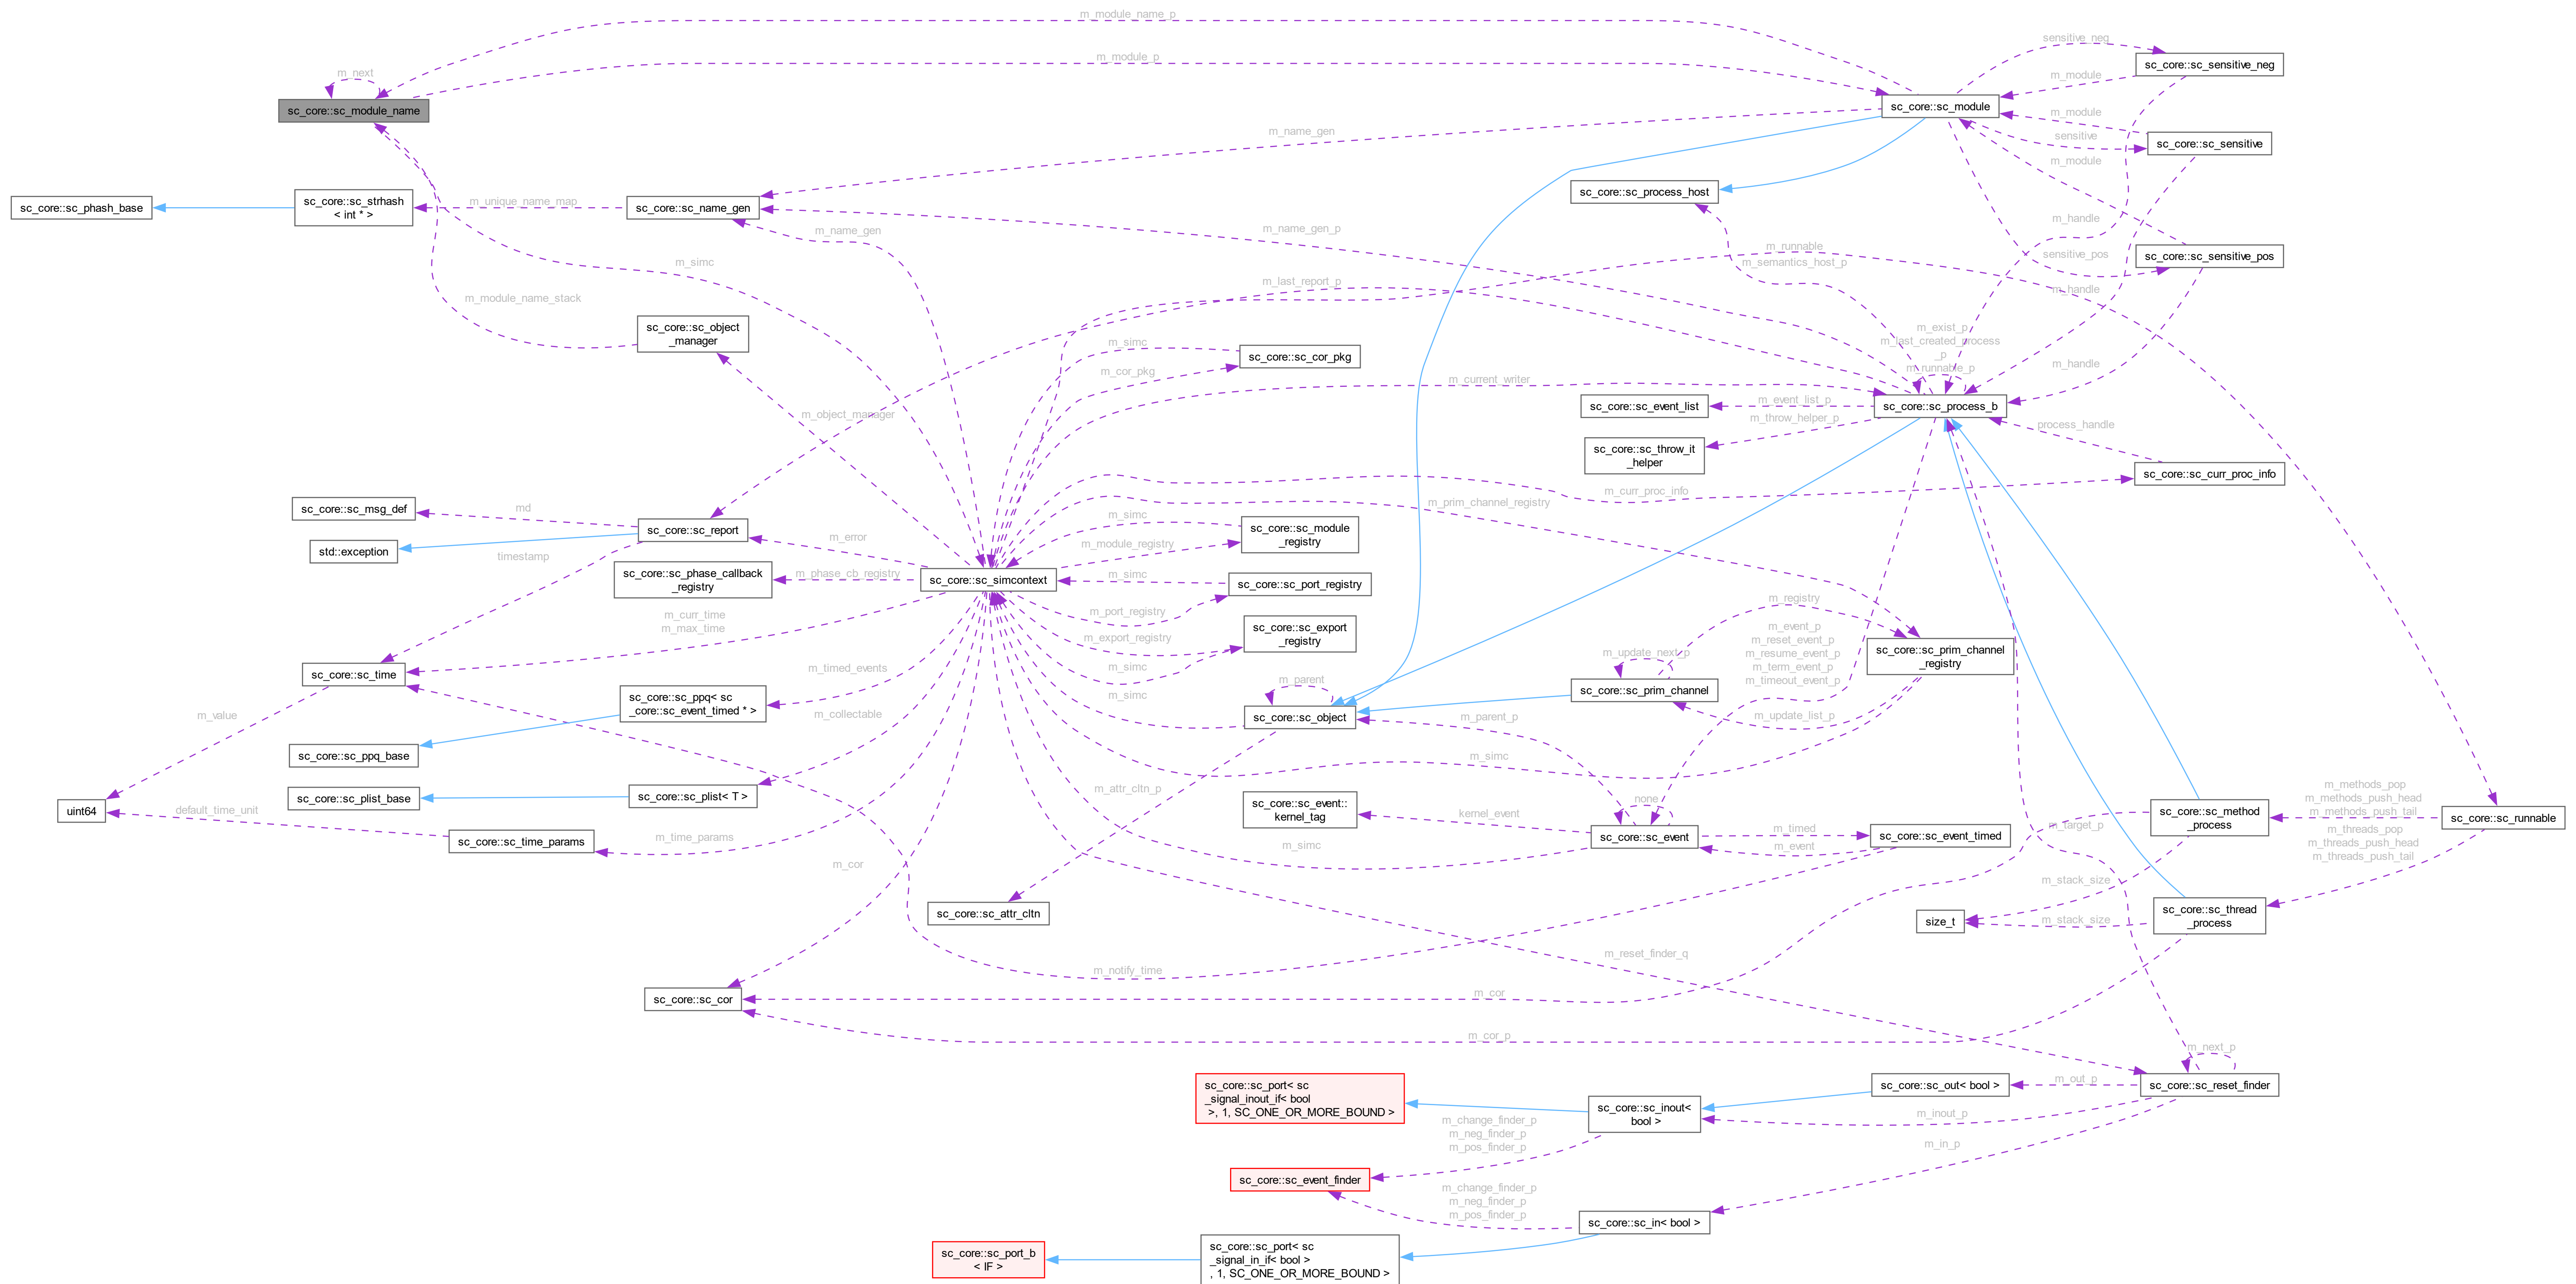 m_module_name_p
sensitive_neg
m_next
m_module_p
sc_core::sc_sensitive_neg
m_module
sc_core::sc_module_name
sc_core::sc_module
m_module
m_name_gen
sensitive
sc_core::sc_sensitive
m_module
sc_core::sc_process_host
sc_core::sc_phash_base
sc_core::sc_strhash
< int * >
m_unique_name_map
sc_core::sc_name_gen
m_handle
m_name_gen
m_name_gen_p
m_runnable
sensitive_pos
sc_core::sc_sensitive_pos
m_simc
m_semantics_host_p
m_last_report_p
m_handle
m_module_name_stack
sc_core::sc_object
_manager
m_exist_p
m_last_created_process
_p
m_simc
sc_core::sc_cor_pkg
m_cor_pkg
m_runnable_p
m_handle
m_current_writer
m_event_list_p
sc_core::sc_event_list
sc_core::sc_process_b
m_object_manager
m_throw_helper_p
process_handle
sc_core::sc_throw_it
_helper
sc_core::sc_curr_proc_info
m_curr_proc_info
m_prim_channel_registry
sc_core::sc_msg_def
md
sc_core::sc_report
m_simc
sc_core::sc_module
_registry
m_error
m_module_registry
std::exception
timestamp
sc_core::sc_phase_callback
_registry
m_phase_cb_registry
sc_core::sc_simcontext
m_simc
sc_core::sc_port_registry
m_curr_time
m_max_time
m_port_registry
m_registry
m_export_registry
sc_core::sc_export
_registry
m_event_p
m_reset_event_p
m_resume_event_p
m_term_event_p
m_timeout_event_p
sc_core::sc_prim_channel
_registry
m_update_next_p
sc_core::sc_time
m_timed_events
m_simc
m_parent
sc_core::sc_prim_channel
sc_core::sc_ppq< sc
_core::sc_event_timed * >
m_simc
m_value
m_collectable
sc_core::sc_object
m_parent_p
m_update_list_p
sc_core::sc_ppq_base
m_simc
sc_core::sc_plist_base
sc_core::sc_plist< T >
m_attr_cltn_p
m_methods_pop
m_methods_push_head
m_methods_push_tail
uint64
default_time_unit
sc_core::sc_event::
kernel_tag
kernel_event
none
sc_core::sc_method
_process
sc_core::sc_runnable
m_time_params
sc_core::sc_time_params
m_simc
sc_core::sc_event
m_timed
m_event
sc_core::sc_event_timed
m_target_p
m_threads_pop
m_threads_push_head
m_threads_push_tail
m_cor
m_stack_size
sc_core::sc_attr_cltn
size_t
m_stack_size
sc_core::sc_thread
_process
m_reset_finder_q
m_notify_time
sc_core::sc_cor
m_cor
m_cor_p
m_next_p
sc_core::sc_port< sc
_signal_inout_if< bool
>, 1, SC_ONE_OR_MORE_BOUND >
sc_core::sc_out< bool >
m_out_p
sc_core::sc_reset_finder
sc_core::sc_inout<
bool >
m_inout_p
m_change_finder_p
m_neg_finder_p
m_pos_finder_p
m_in_p
sc_core::sc_event_finder
m_change_finder_p
m_neg_finder_p
m_pos_finder_p
sc_core::sc_in< bool >
sc_core::sc_port_b
< IF >
sc_core::sc_port< sc
_signal_in_if< bool >
, 1, SC_ONE_OR_MORE_BOUND >